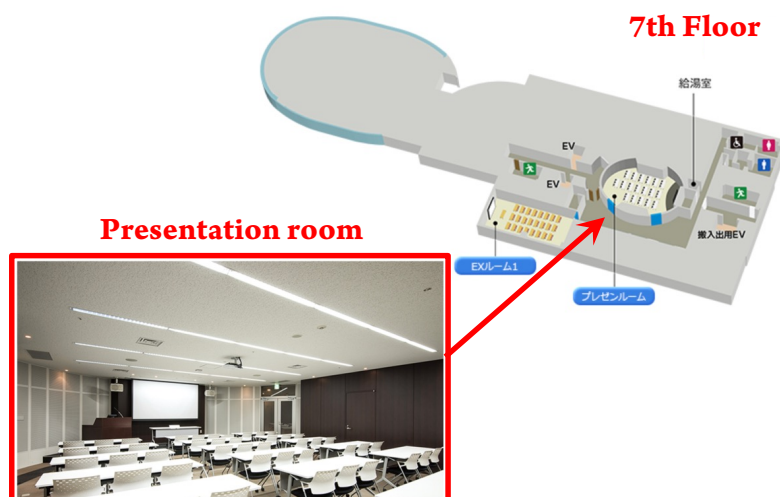 7th Floor
給湯室
EV
EV
搬入出用EV
EXルーム1
プレゼンルーム
Presentation room